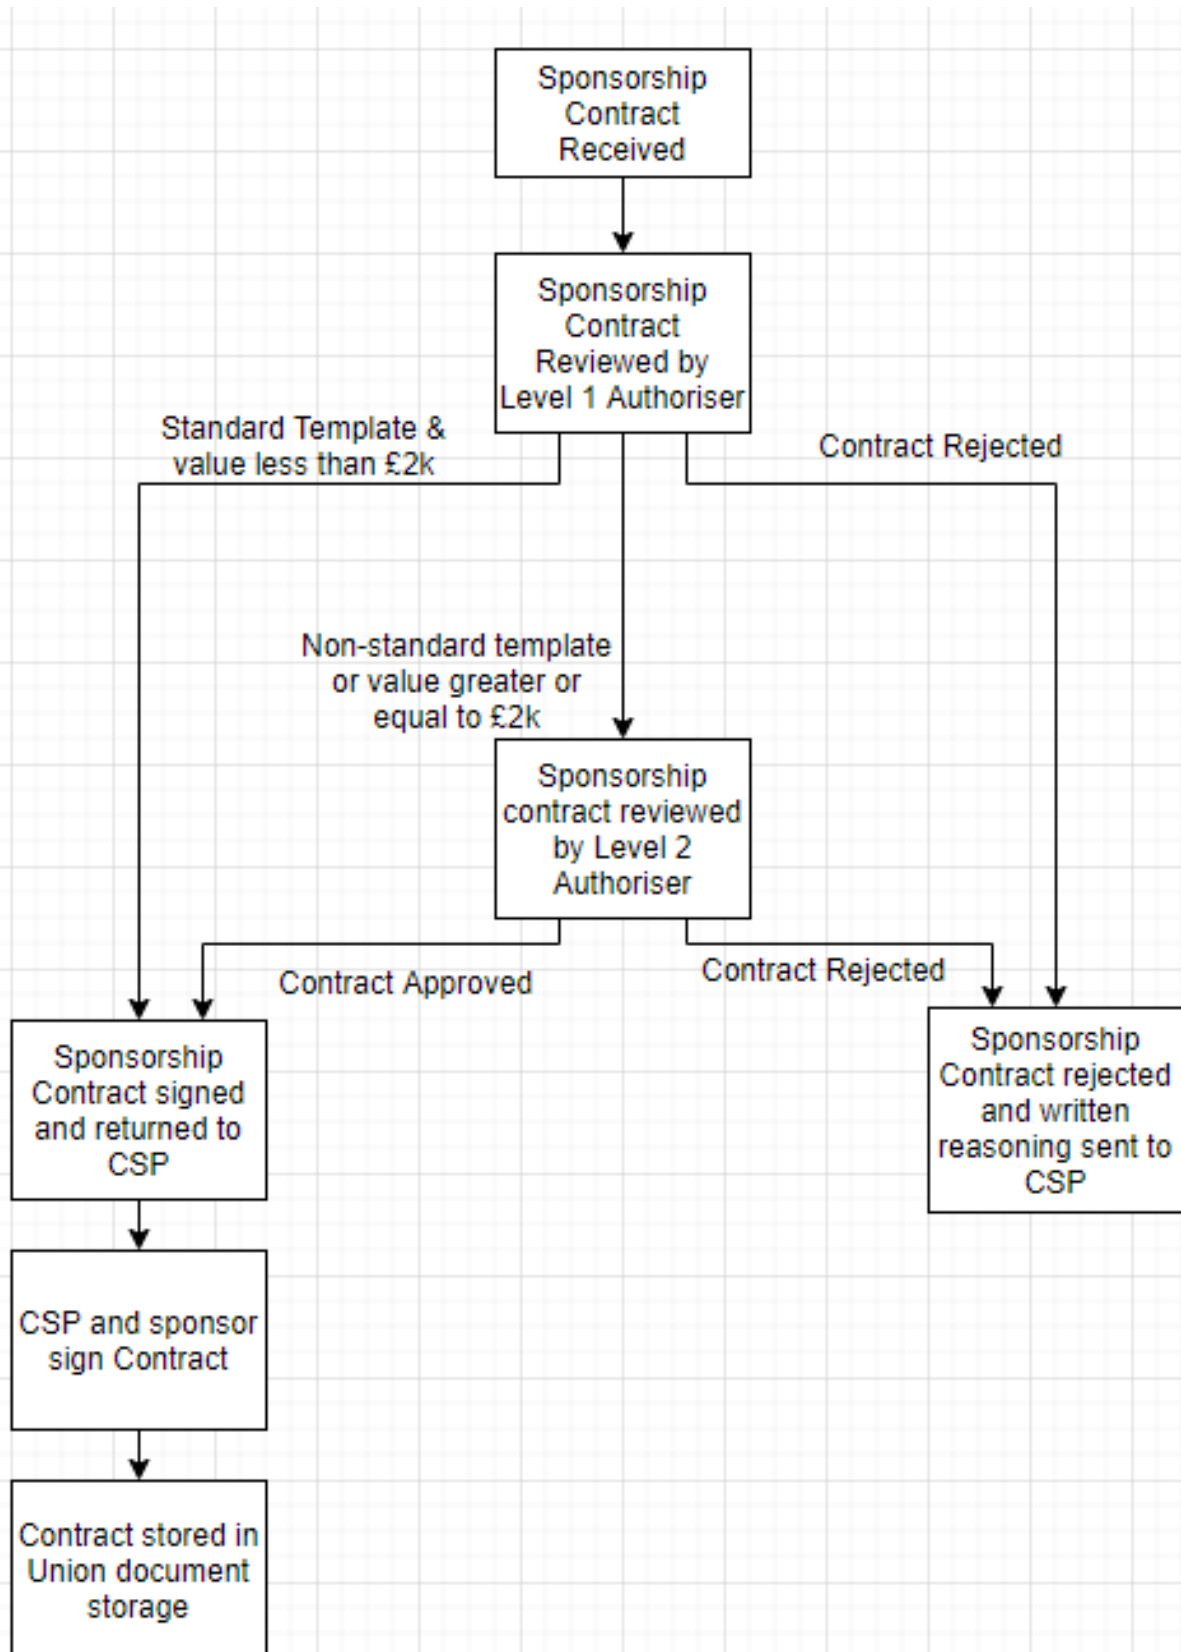 Sponsorship
Contract
Received
Sponsorship
Contract
Reviewed by
Level 1 Authoriser
Standard Template &
value less than £2k
Contract Rejected
Non-standard template
or value greater or
equal to £2k
Sponsorship
contract reviewed
by Level 2
Authoriser
Contract Approved
Contract Rejected
Sponsorship
Contract signed
and returned to
CSP
Sponsorship
Contract rejected
and written
reasoning sent to
CSP
CSP and sponsor
sign Contract
Contract stored in
Union document
storage